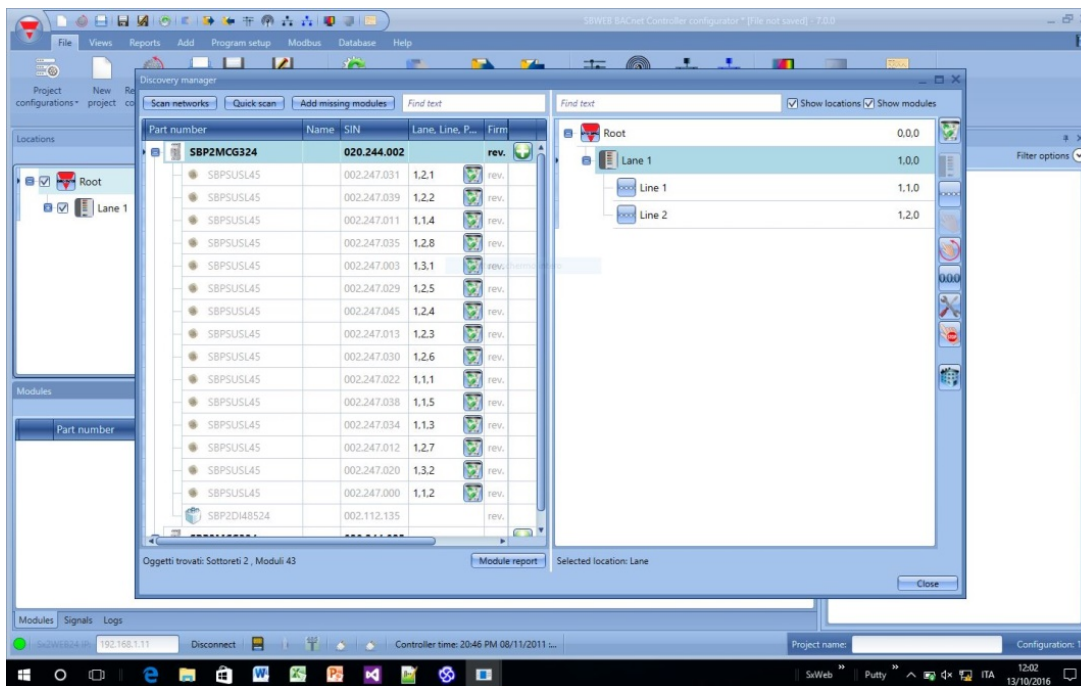 SBWEB BACnet Controller configurator * [File not saved] - 7.0.0
File Views Reports Add Program setup Modbus Database Help
Project configurations
New project
Discovery manager
Scan networks Quick scan Add missing modules Find text
Find text Show locations Show modules
Part number Name SIN Lane, Line, P... Firm
SBP2MCG324 020.244.002 rev.
SBPSUSL45 002.247.031 1,2,1 rev.
SBPSUSL45 002.247.039 1,2,2 rev.
SBPSUSL45 002.247.011 1,1,4 rev.
SBPSUSL45 002.247.035 1,2,8 rev.
SBPSUSL45 002.247.003 1,3,1 rev.
SBPSUSL45 002.247.029 1,2,5 rev.
SBPSUSL45 002.247.045 1,2,4 rev.
SBPSUSL45 002.247.013 1,2,3 rev.
SBPSUSL45 002.247.030 1,2,6 rev.
SBPSUSL45 002.247.022 1,1,1 rev.
SBPSUSL45 002.247.038 1,1,5 rev.
SBPSUSL45 002.247.034 1,1,3 rev.
SBPSUSL45 002.247.012 1,2,7 rev.
SBPSUSL45 002.247.020 1,3,2 rev.
SBPSUSL45 002.247.000 1,1,2 rev.
SBP2DI48524 002.112.135 rev.
Root 0,0,0
Lane 1 1,0,0
Line 1 1,1,0
Line 2 1,2,0
0.0.0
STOP
Oggetti trovati: Sottoreti 2 , Moduli 43
Module report
Selected location: Lane
Close
Locations
Filter options
Root
Lane 1
Modules
Part number
Modules Signals Logs
Sx2WEB24 IP: 192.168.1.11 Disconnect Controller time: 20:46 PM 08/11/2011 :...
Project name: Configuration: 1
SxWeb Putty ITA 12:02
13/10/2016